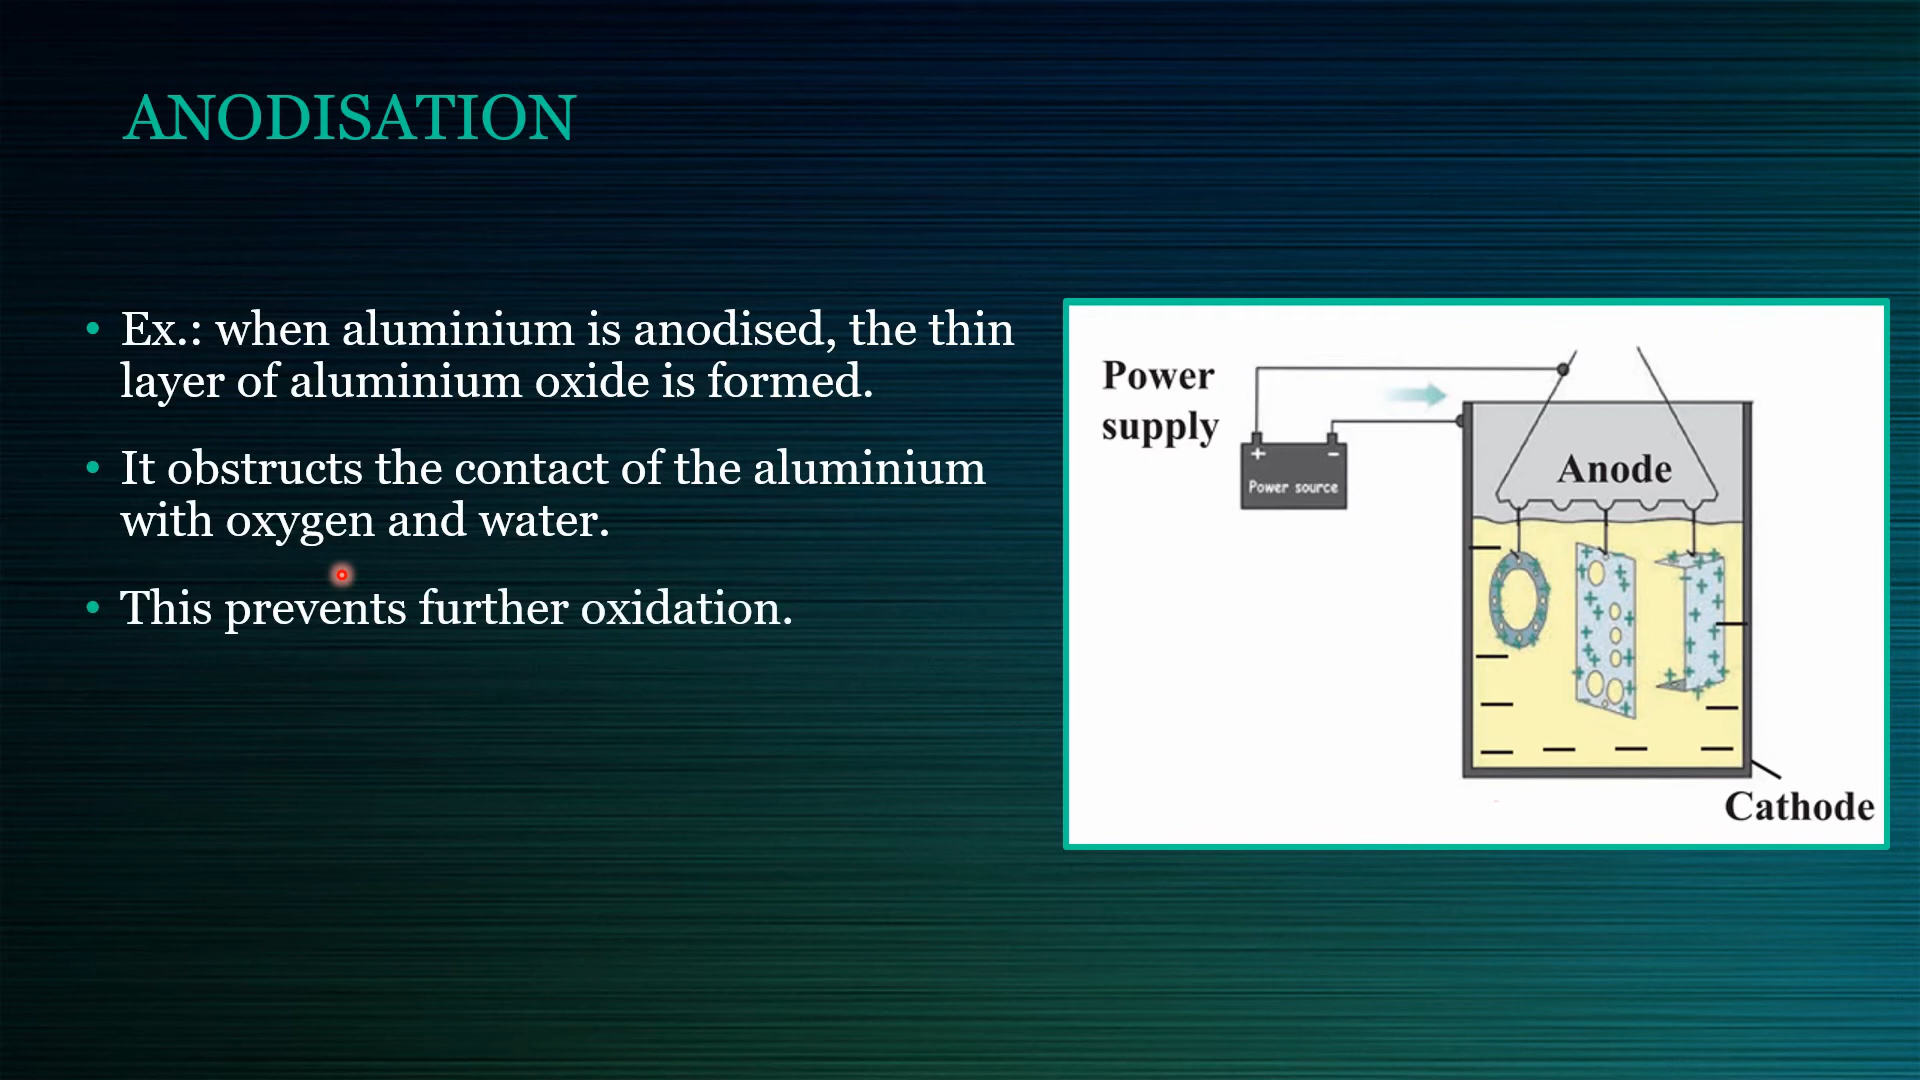 ANODISATION
• Ex.: when aluminium is anodised, the thin
layer of aluminium oxide is formed.
• It obstructs the contact of the aluminium
with oxygen and water.
• This prevents further oxidation.
Power
supply
+ −
Power source
Anode
Cathode